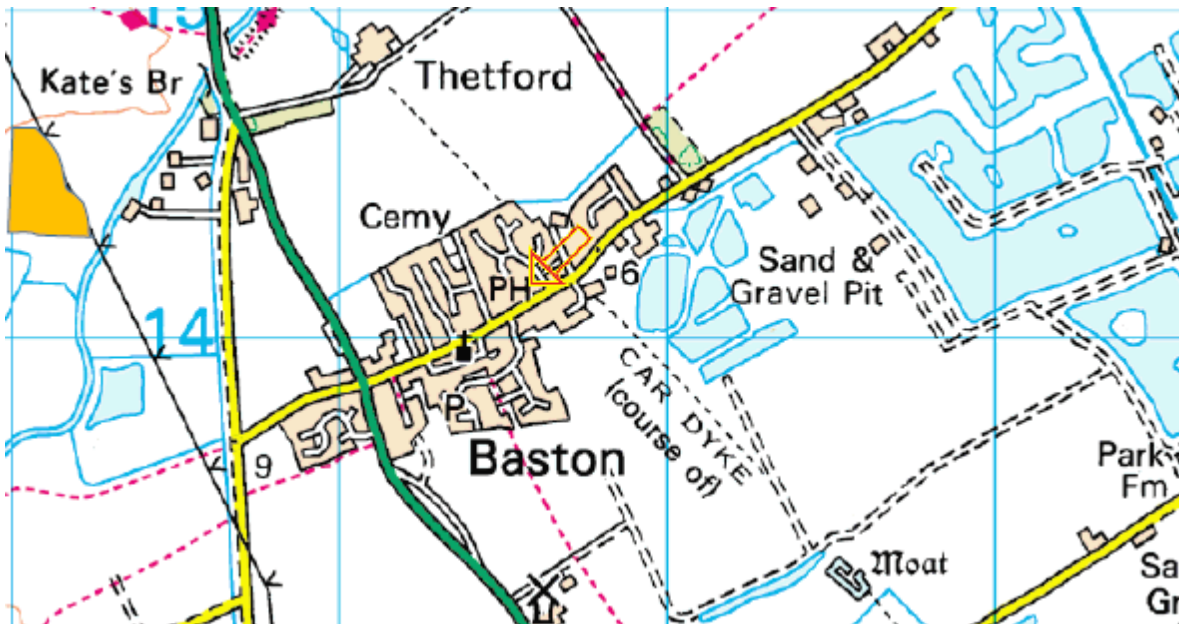 15
Kate's Br
Thetford
Cemy
PH
6
Sand &
Gravel Pit
14
CAR DYKE
(course of)
P
Baston
9
Park
Fm
Moat
Sa
Gr